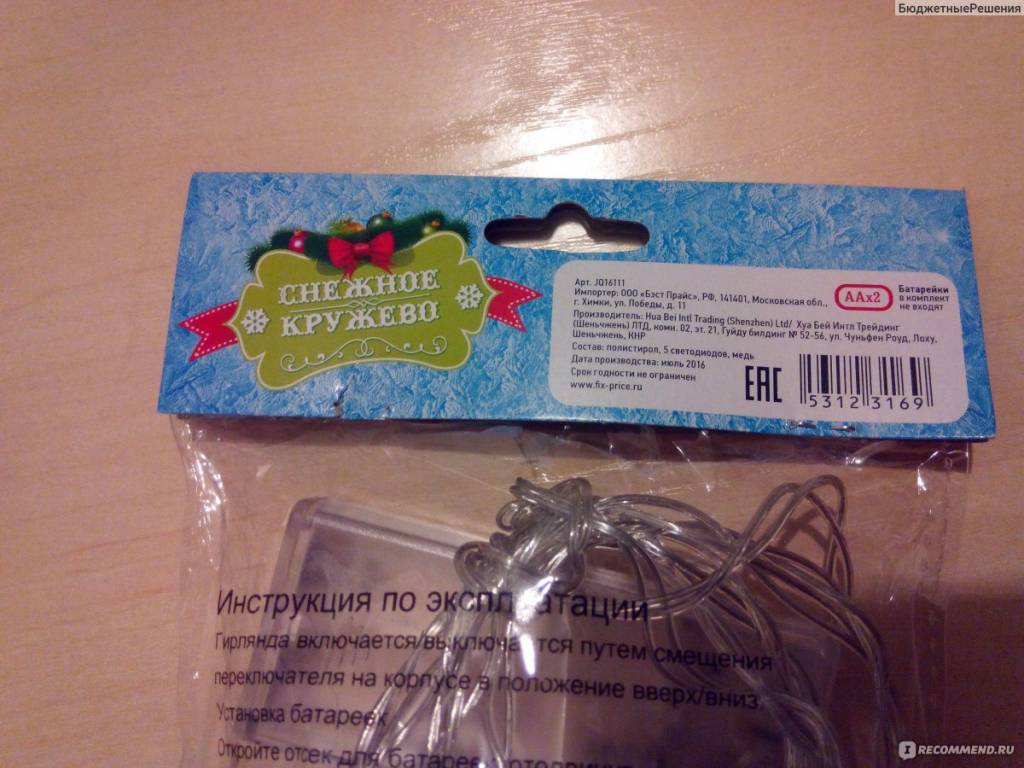 БюджетныеРешения
СНЕЖНОЕ
КРУЖЕВО
Арт. JQ16111
Импортер: ООО «Бэст Прайс», РФ, 141401, Московская обл.,
г. Химки, ул. Победы, д. 11
Производитель: Hua Bei Intl Trading (Shenzhen) Ltd/ Хуа Бей Интл Трейдинг
(Шеньчжень) ЛТД, комн. 02, эт. 21, Гуйду билдинг № 52-56, ул. Чуньфен Роуд, Лоху,
Шеньчжень, КНР
Состав: полистирол, 5 светодиодов, медь
Дата производства: июль 2016
Срок годности не ограничен
www.fix-price.ru
AAx2
Батарейки
в комплект
не входят
EAC
53123169
Инструкция по эксплуатации
Гирлянда включается/выключается путем смещения
переключателя на корпусе в положение вверх/вниз.
Установка батареек
Откройте отсек для батареек
IRECOMMEND.RU